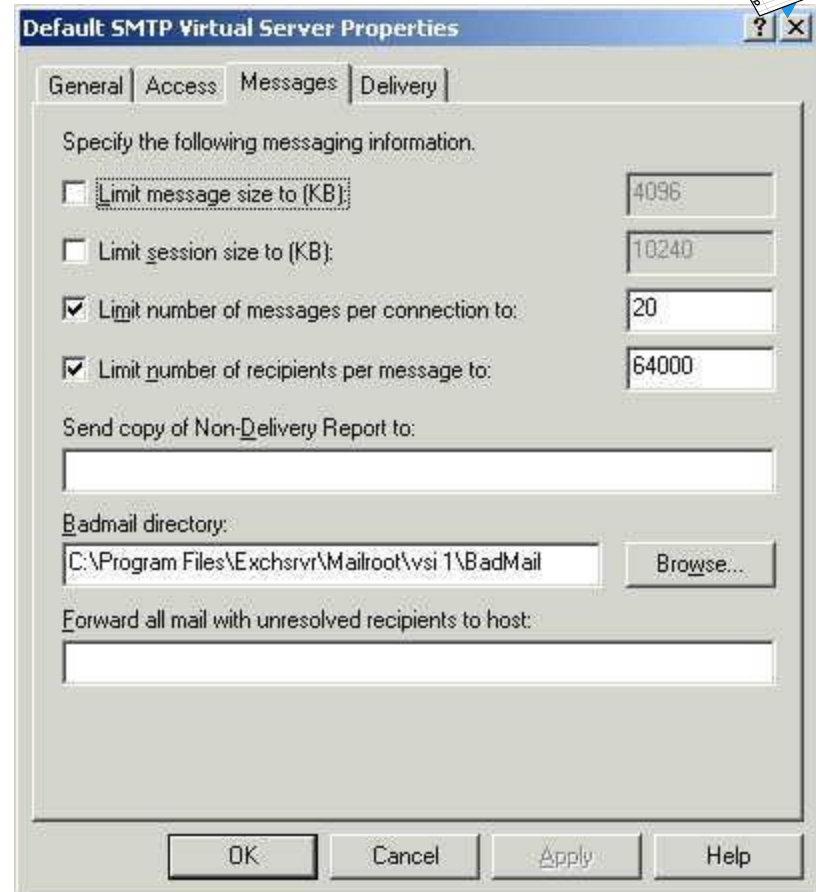 Default SMTP Virtual Server Properties
General Access Messages Delivery
Specify the following messaging information.
Limit message size to (KB): 4096
Limit session size to (KB): 10240
Limit number of messages per connection to: 20
Limit number of recipients per message to: 64000
Send copy of Non-Delivery Report to:
Badmail directory:
C:\Program Files\Exchsrvr\Mailroot\vsi 1\BadMail Browse...
Forward all mail with unresolved recipients to host:
OK Cancel Apply Help